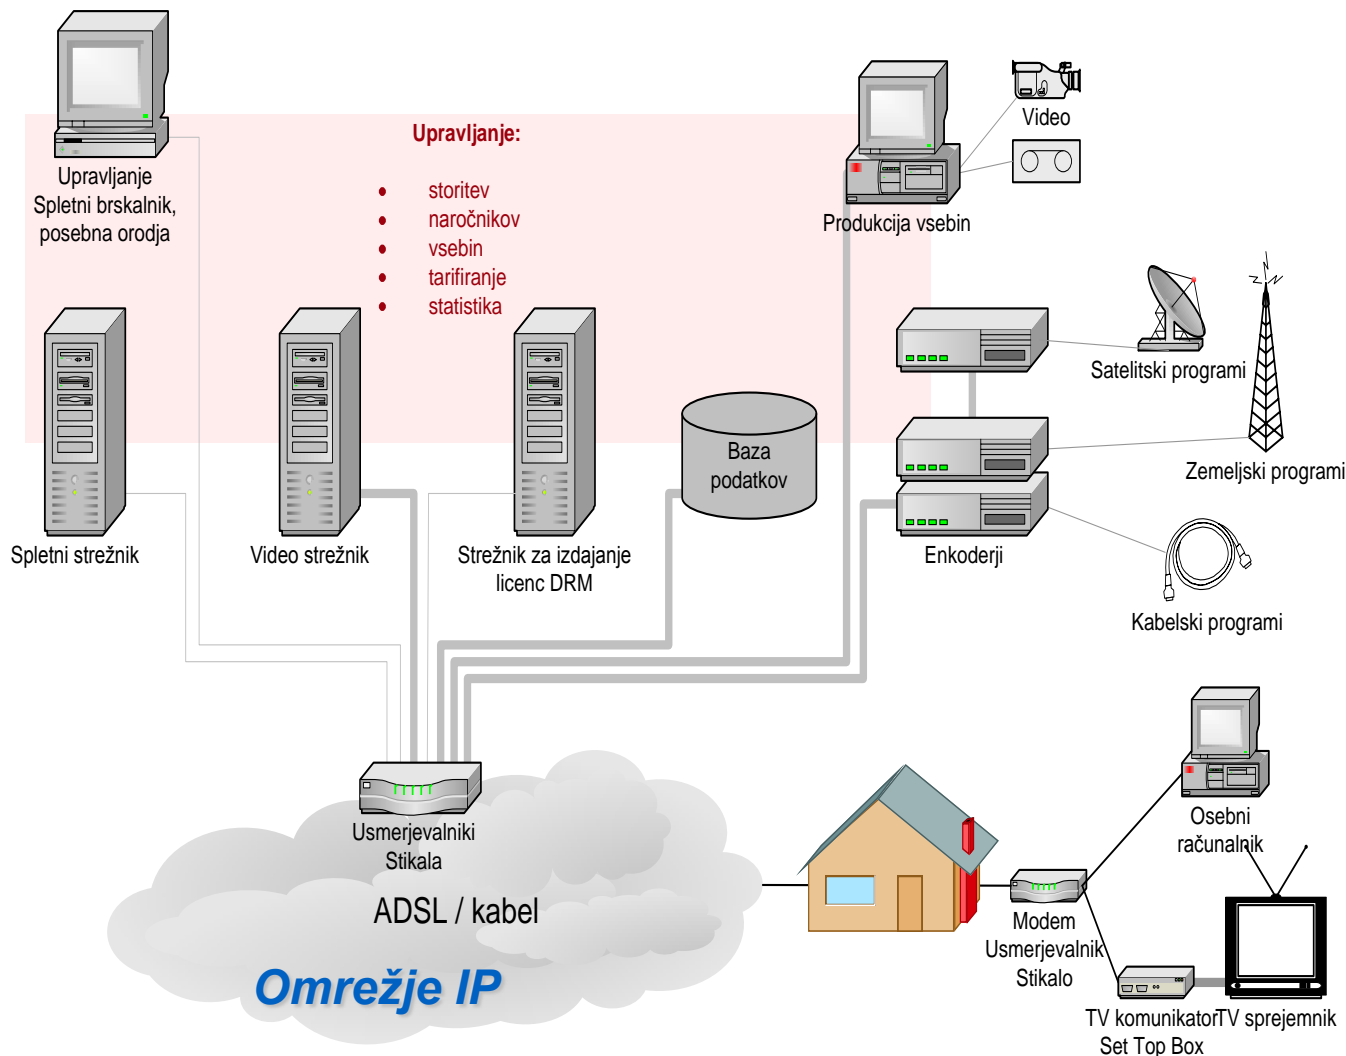 Upravljanje
Spletni brskalnik,
posebna orodja
Upravljanje:
• storitev
• naročnikov
• vsebin
• tarifiranje
• statistika
Video
Produkcija vsebin
Satelitski programi
Zemeljski programi
Kabelski programi
Enkoderji
Baza
podatkov
Spletni strežnik
Video strežnik
Strežnik za izdajanje
licenc DRM
Usmerjevalniki
Stikala
ADSL / kabel
Omrežje IP
Osebni
računalnik
Modem
Usmerjevalnik
Stikalo
TV komunikator
Set Top Box
TV sprejemnik